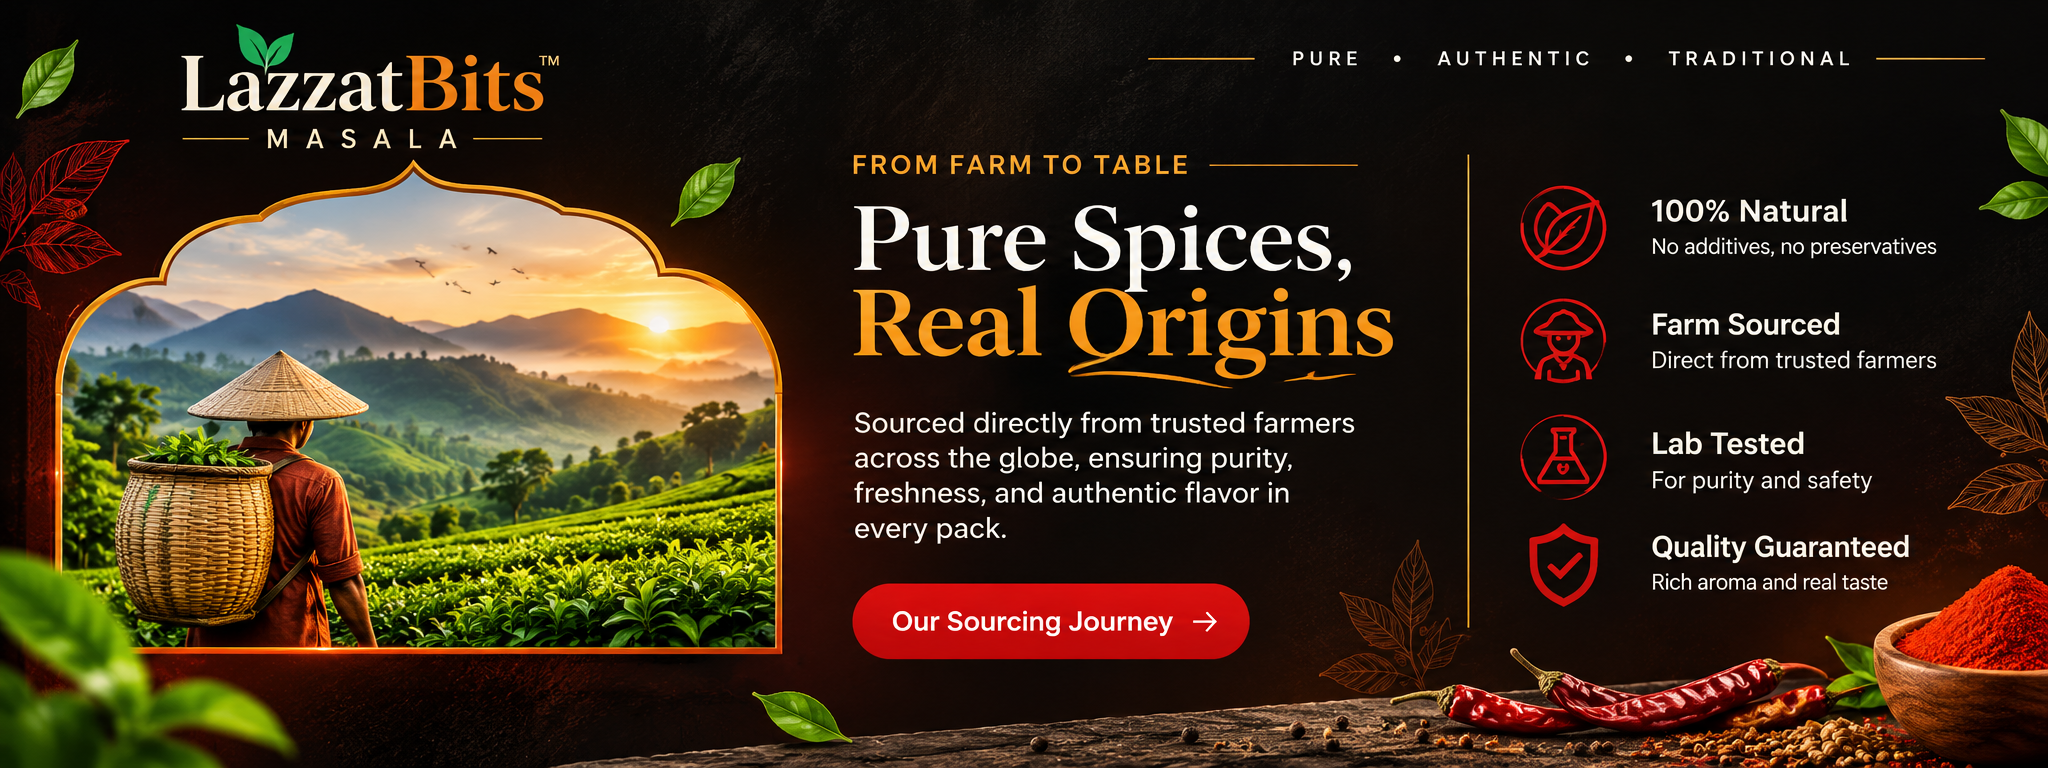 LazzatBits™
MASALA
PURE • AUTHENTIC • TRADITIONAL
FROM FARM TO TABLE
Pure Spices,
Real Origins
Sourced directly from trusted farmers
across the globe, ensuring purity,
freshness, and authentic flavor in
every pack.
Our Sourcing Journey →
100% Natural
No additives, no preservatives
Farm Sourced
Direct from trusted farmers
Lab Tested
For purity and safety
Quality Guaranteed
Rich aroma and real taste